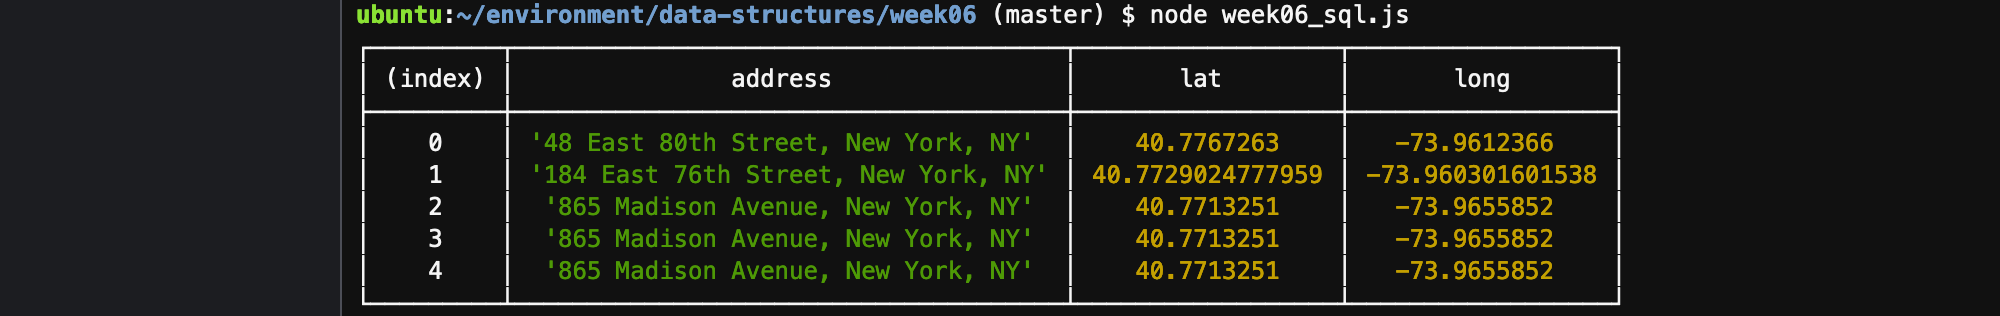 ubuntu:~/environment/data-structures/week06 (master) $ node week06_sql.js
(index) address lat long
0 '48 East 80th Street, New York, NY' 40.7767263 -73.9612366
1 '184 East 76th Street, New York, NY' 40.7729024777959 -73.960301601538
2 '865 Madison Avenue, New York, NY' 40.7713251 -73.9655852
3 '865 Madison Avenue, New York, NY' 40.7713251 -73.9655852
4 '865 Madison Avenue, New York, NY' 40.7713251 -73.9655852